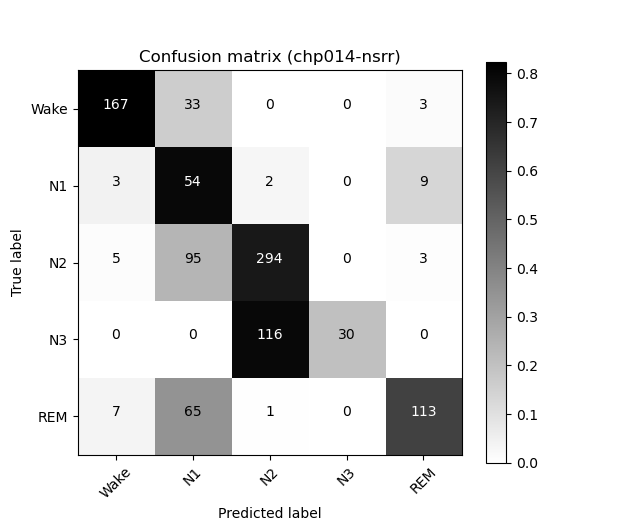 Confusion matrix (chp014-nsrr)
Wake 167 33 0 0 3
N1 3 54 2 0 9
N2 5 95 294 0 3
N3 0 0 116 30 0
REM 7 65 1 0 113
Wake N1 N2 N3 REM
True label
Predicted label
0.8
0.7
0.6
0.5
0.4
0.3
0.2
0.1
0.0